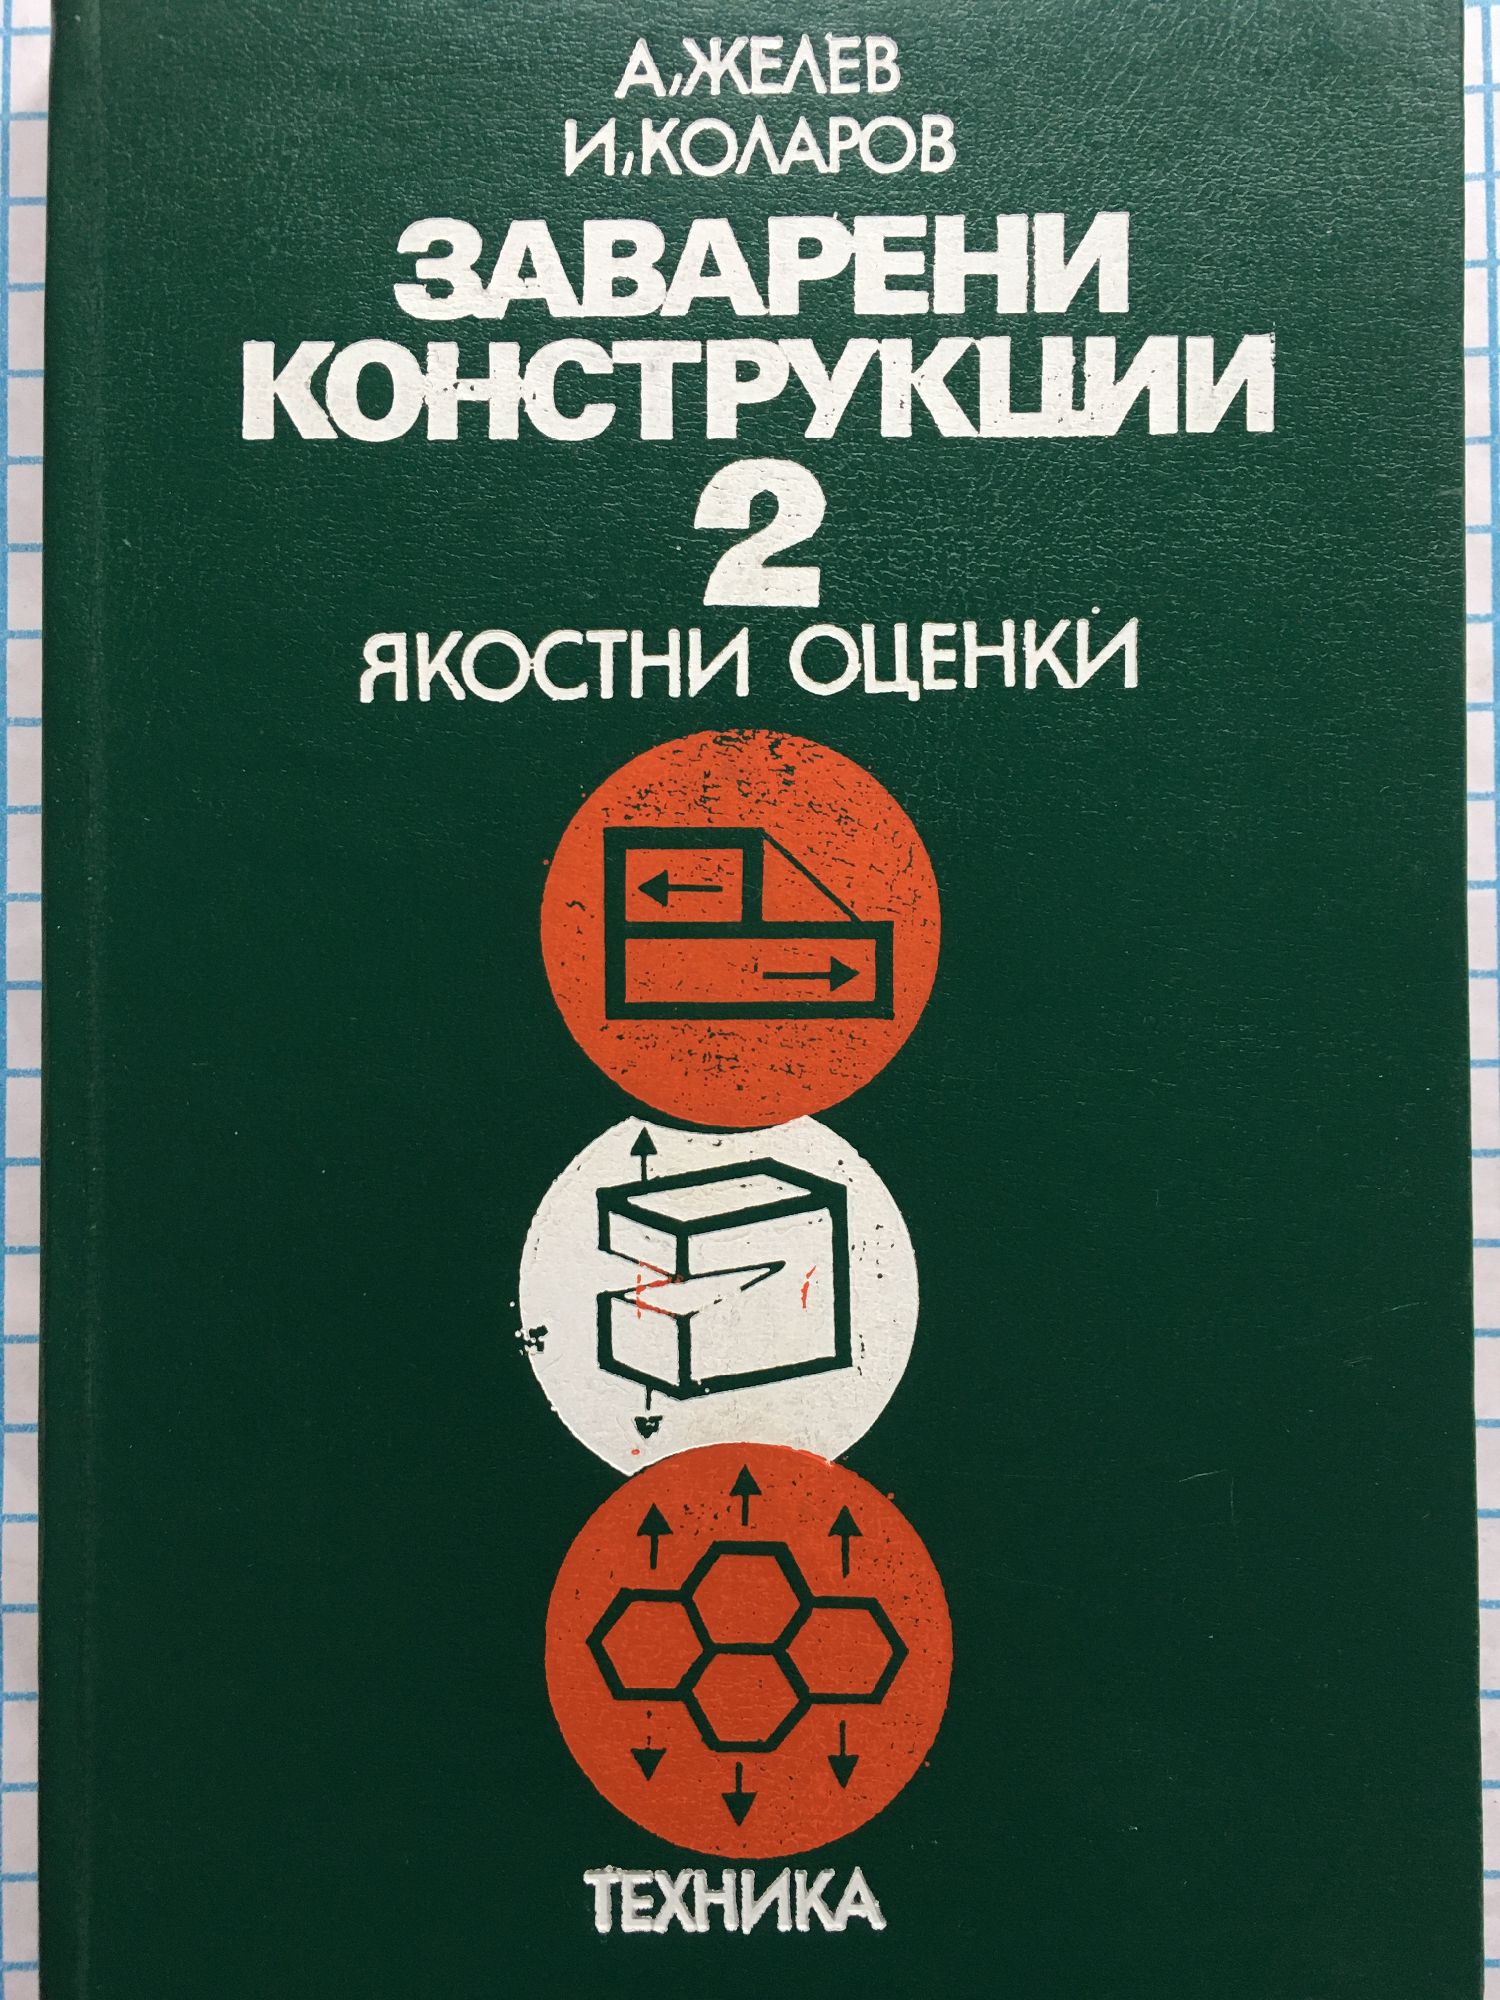 А. ЖЕЛЕВ
И. КОЛАРОВ
ЗАВАРЕНИ
КОНСТРУКЦИИ
2
ЯКОСТНИ ОЦЕНКИ
ТЕХНИКА